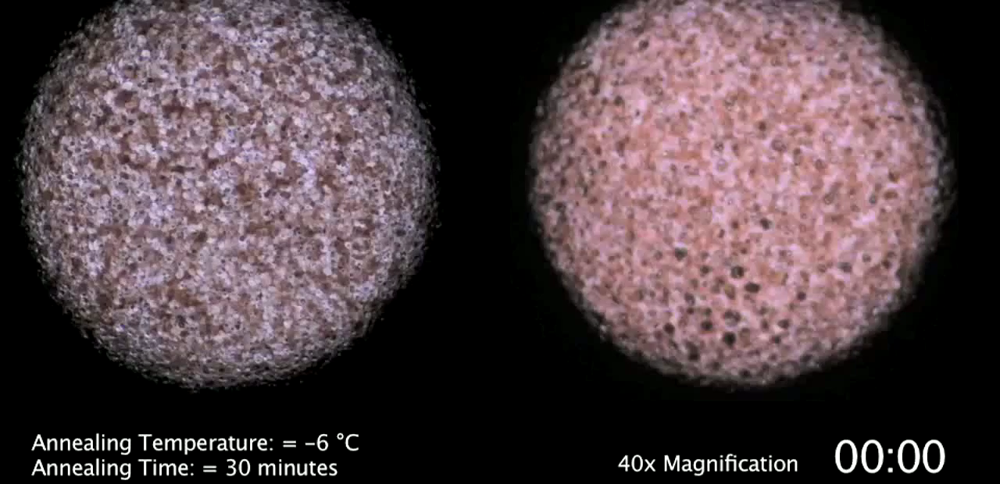 Annealing Temperature: = -6 °C
Annealing Time: = 30 minutes
40x Magnification
00:00